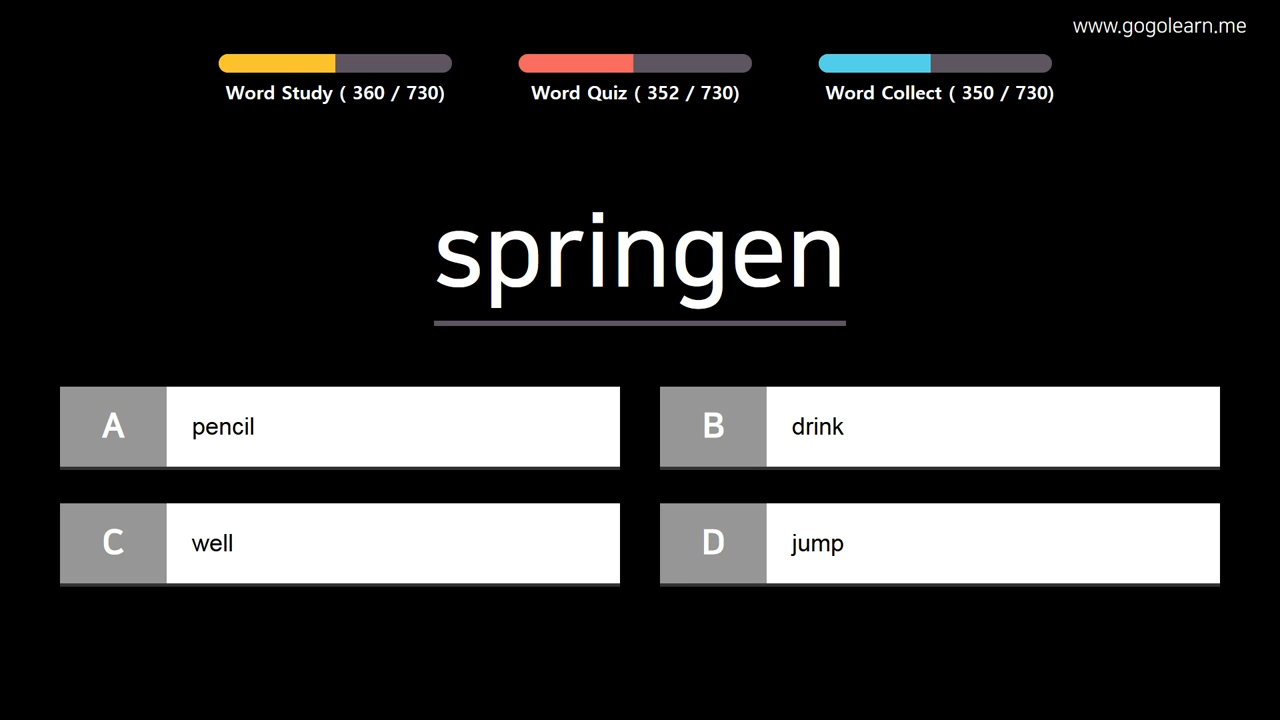 www.gogolearn.me
Word Study ( 360 / 730)
Word Quiz ( 352 / 730)
Word Collect ( 350 / 730)
springen
A pencil
B drink
C well
D jump